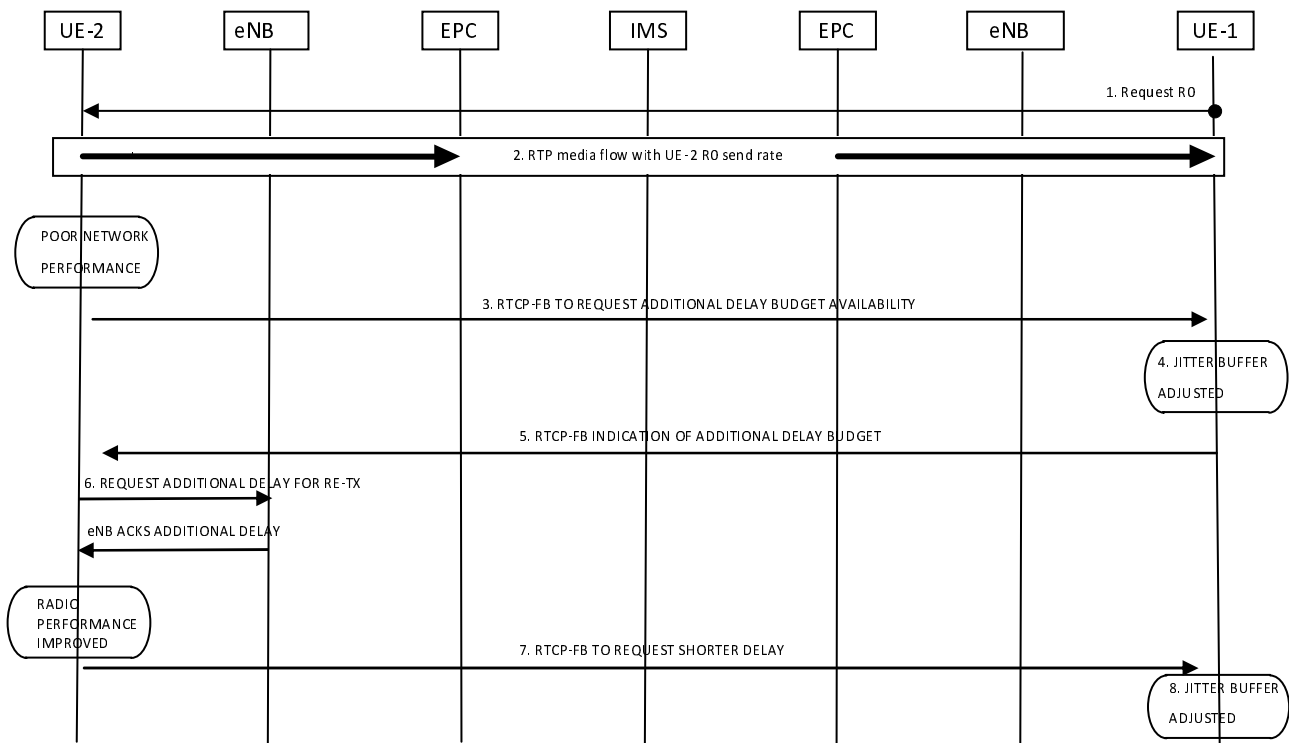 UE-2
eNB
EPC
IMS
EPC
eNB
UE-1
1. Request R0
2. RTP media flow with UE-2 R0 send rate
POOR NETWORK
PERFORMANCE
3. RTCP-FB TO REQUEST ADDITIONAL DELAY BUDGET AVAILABILITY
4. JITTER BUFFER
ADJUSTED
5. RTCP-FB INDICATION OF ADDITIONAL DELAY BUDGET
6. REQUEST ADDITIONAL DELAY FOR RE-TX
eNB ACKS ADDITIONAL DELAY
RADIO
PERFORMANCE
IMPROVED
7. RTCP-FB TO REQUEST SHORTER DELAY
8. JITTER BUFFER
ADJUSTED